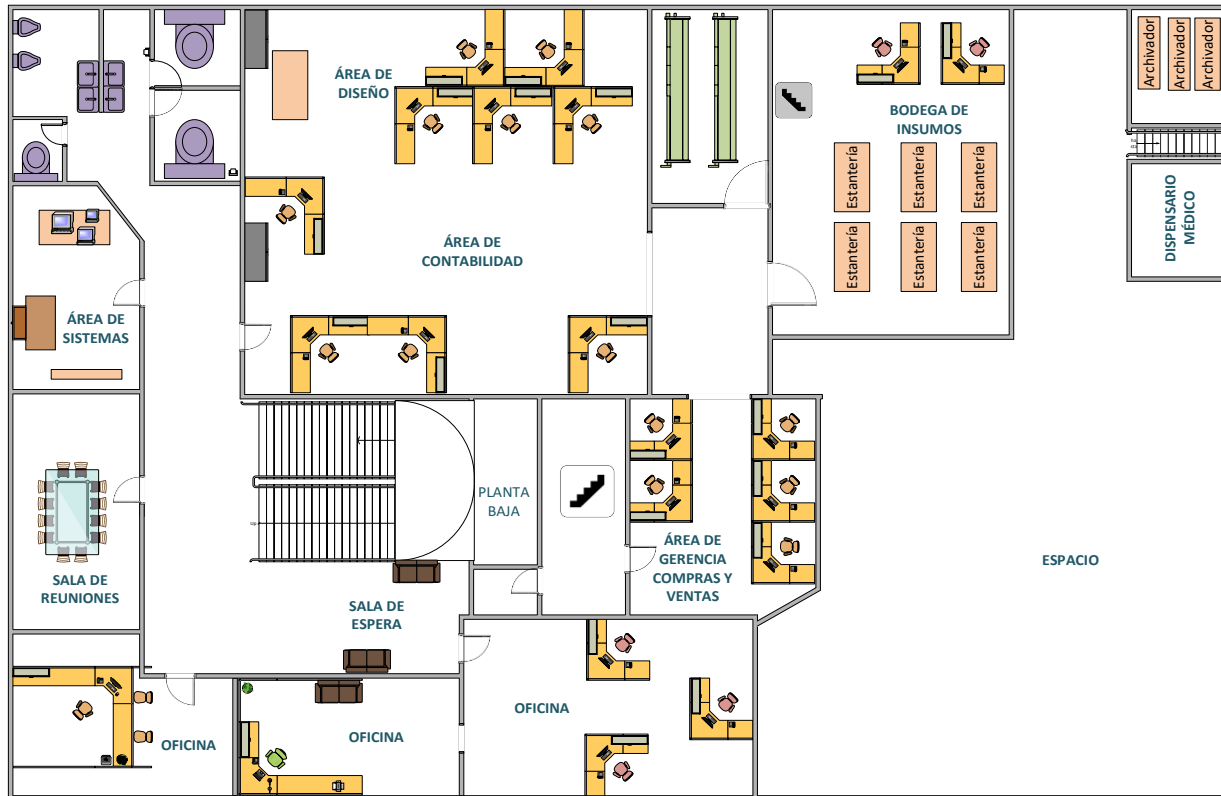 ÁREA DE
DISEÑO
BODEGA DE
INSUMOS
Archivador
Archivador
Archivador
Estantería
Estantería
Estantería
Estantería
Estantería
Estantería
DISPENSARIO
MÉDICO
ÁREA DE
CONTABILIDAD
ÁREA DE
SISTEMAS
PLANTA
BAJA
ÁREA DE
GERENCIA
COMPRAS Y
VENTAS
ESPACIO
SALA DE
REUNIONES
SALA DE
ESPERA
OFICINA
OFICINA
OFICINA